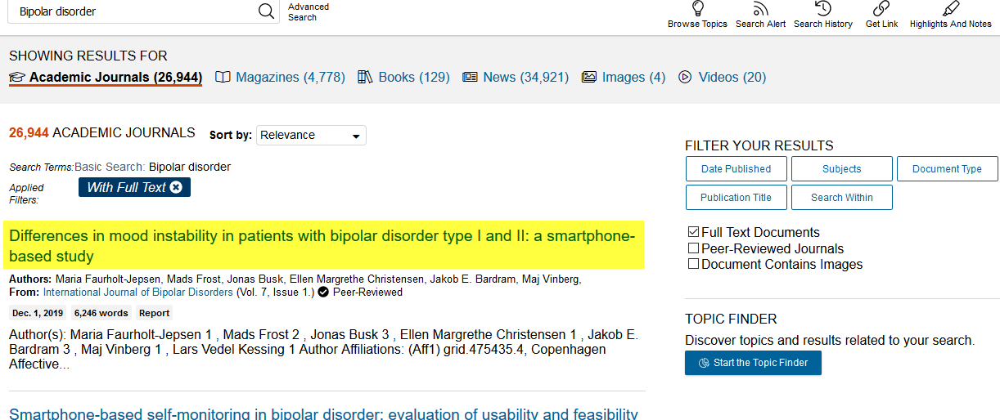 Bipolar disorder
Advanced
Search
Browse Topics
Search Alert
Search History
Get Link
Highlights And Notes
SHOWING RESULTS FOR
Academic Journals (26,944)
Magazines (4,778)
Books (129)
News (34,921)
Images (4)
Videos (20)
26,944 ACADEMIC JOURNALS
Sort by:
Relevance
Search Terms:Basic Search: Bipolar disorder
Applied
Filters:
With Full Text
Differences in mood instability in patients with bipolar disorder type I and II: a smartphone-
based study
Authors: Maria Faurholt-Jepsen, Mads Frost, Jonas Busk, Ellen Margrethe Christensen, Jakob E. Bardram, Maj Vinberg,
From: International Journal of Bipolar Disorders (Vol. 7, Issue 1.) Peer-Reviewed
Dec. 1, 2019
6,246 words
Report
Author(s): Maria Faurholt-Jepsen 1 , Mads Frost 2 , Jonas Busk 3 , Ellen Margrethe Christensen 1 , Jakob E.
Bardram 3 , Maj Vinberg 1 , Lars Vedel Kessing 1 Author Affiliations: (Aff1) grid.475435.4, Copenhagen
Affective...
Smartphone-based self-monitoring in bipolar disorder: evaluation of usability and feasibility
FILTER YOUR RESULTS
Date Published
Subjects
Document Type
Publication Title
Search Within
Full Text Documents
Peer-Reviewed Journals
Document Contains Images
TOPIC FINDER
Discover topics and results related to your search.
Start the Topic Finder